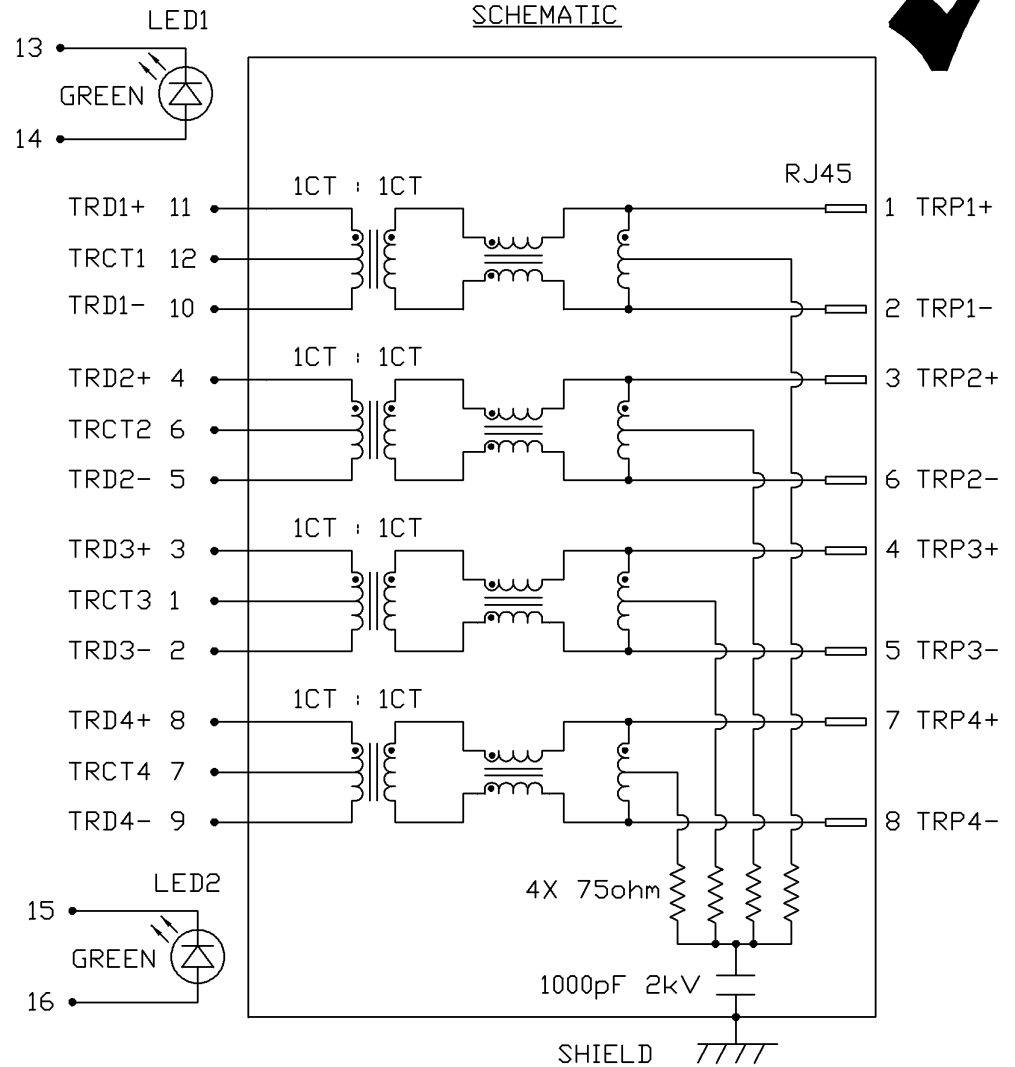 SCHEMATIC
LED1
13
GREEN
14
RJ45
1CT : 1CT
TRD1+ 11
1 TRP1+
TRCT1 12
TRD1- 10
2 TRP1-
1CT : 1CT
TRD2+ 4
3 TRP2+
TRCT2 6
TRD2- 5
6 TRP2-
1CT : 1CT
TRD3+ 3
4 TRP3+
TRCT3 1
TRD3- 2
5 TRP3-
1CT : 1CT
TRD4+ 8
7 TRP4+
TRCT4 7
TRD4- 9
8 TRP4-
LED2
4X 75ohm
15
GREEN
16
1000pF 2kV
SHIELD